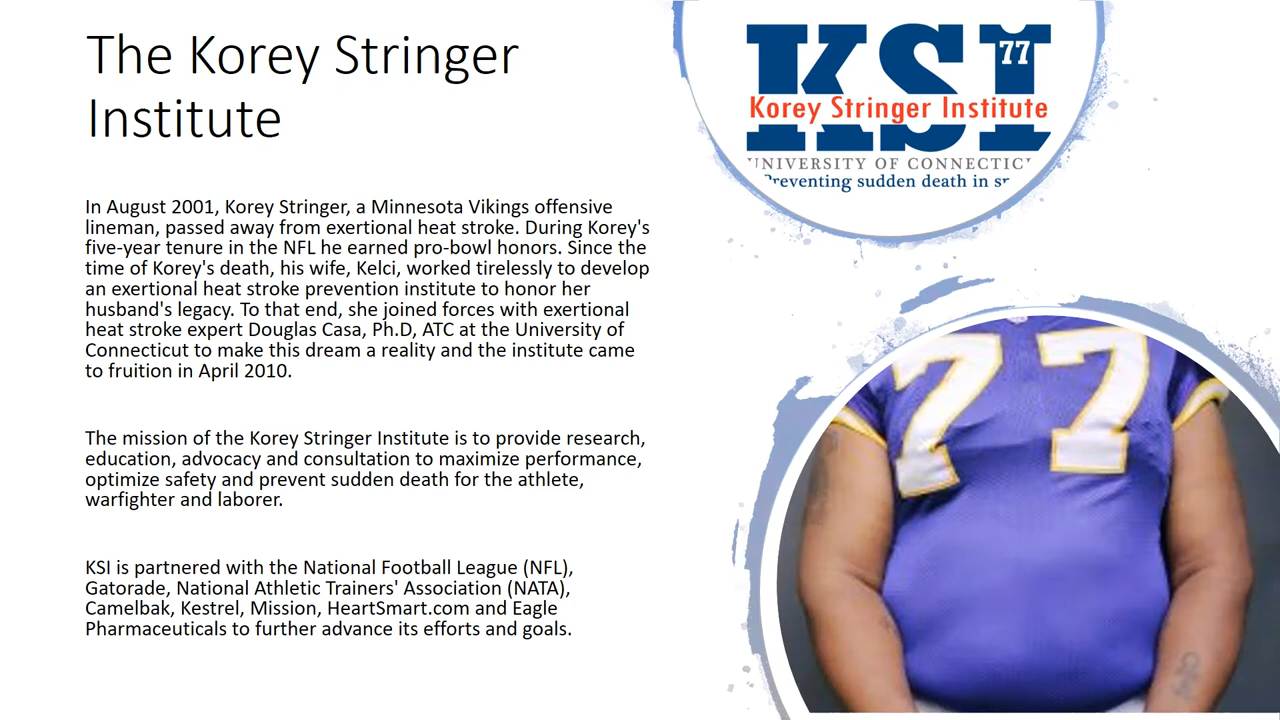 The Korey Stringer
Institute
In August 2001, Korey Stringer, a Minnesota Vikings offensive
lineman, passed away from exertional heat stroke. During Korey's
five-year tenure in the NFL he earned pro-bowl honors. Since the
time of Korey's death, his wife, Kelci, worked tirelessly to develop
an exertional heat stroke prevention institute to honor her
husband's legacy. To that end, she joined forces with exertional
heat stroke expert Douglas Casa, Ph.D, ATC at the University of
Connecticut to make this dream a reality and the institute came
to fruition in April 2010.
The mission of the Korey Stringer Institute is to provide research,
education, advocacy and consultation to maximize performance,
optimize safety and prevent sudden death for the athlete,
warfighter and laborer.
KSI is partnered with the National Football League (NFL),
Gatorade, National Athletic Trainers' Association (NATA),
Camelbak, Kestrel, Mission, HeartSmart.com and Eagle
Pharmaceuticals to further advance its efforts and goals.
KSI
77
Korey Stringer Institute
UNIVERSITY OF CONNECTIC
Preventing sudden death in sp
77